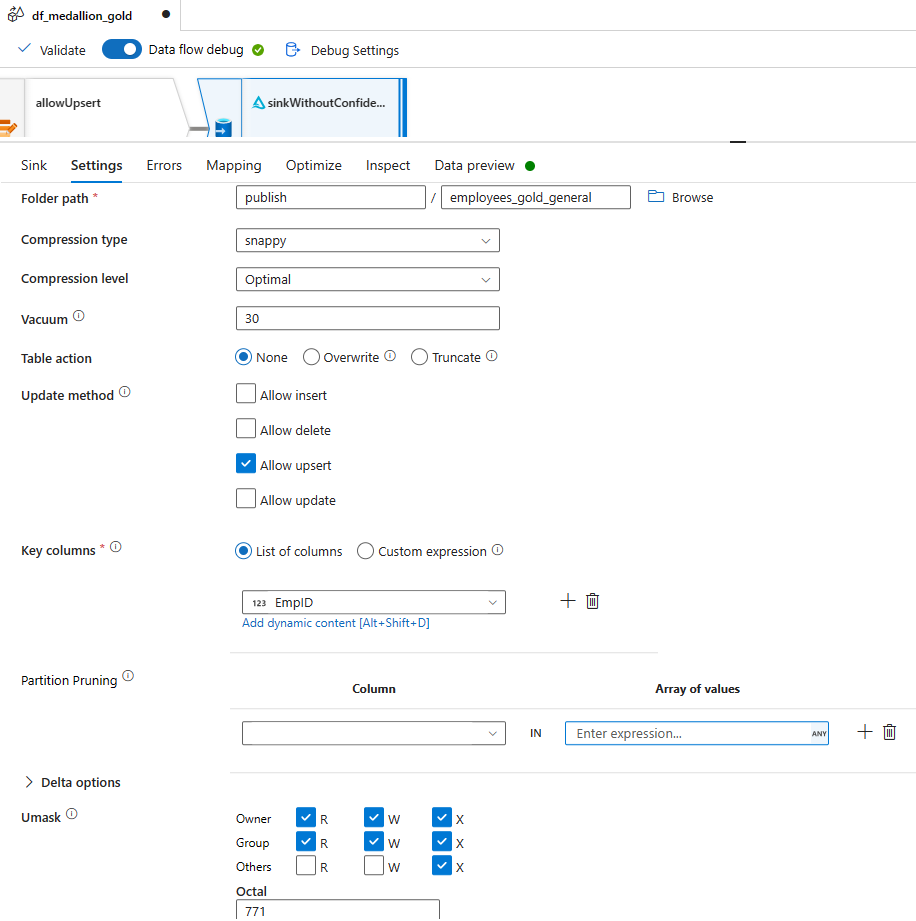 df_medallion_gold
Validate Data flow debug Debug Settings
allowUpsert sinkWithoutConfide...
Sink Settings Errors Mapping Optimize Inspect Data preview
Folder path * publish / employees_gold_general Browse
Compression type snappy
Compression level Optimal
Vacuum 30
Table action None Overwrite Truncate
Update method Allow insert
Allow delete
Allow upsert
Allow update
Key columns * List of columns Custom expression
123 EmpID
Add dynamic content [Alt+Shift+D]
Partition Pruning Column Array of values
IN Enter expression... ANY
Delta options
Umask Owner R W X
Group R W X
Others R W X
Octal
771